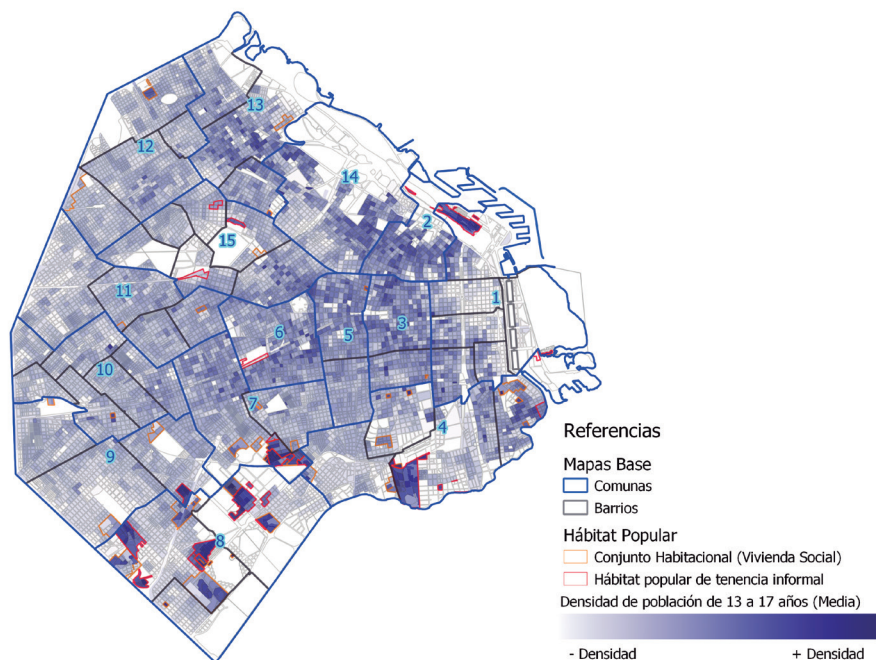 13
12
14
2
15
11
1
6
5
3
10
7
4
9
8
Referencias
Mapas Base
Comunas
Barrios
Hábitat Popular
Conjunto Habitacional (Vivienda Social)
Hábitat popular de tenencia informal
Densidad de población de 13 a 17 años (Media)
- Densidad + Densidad